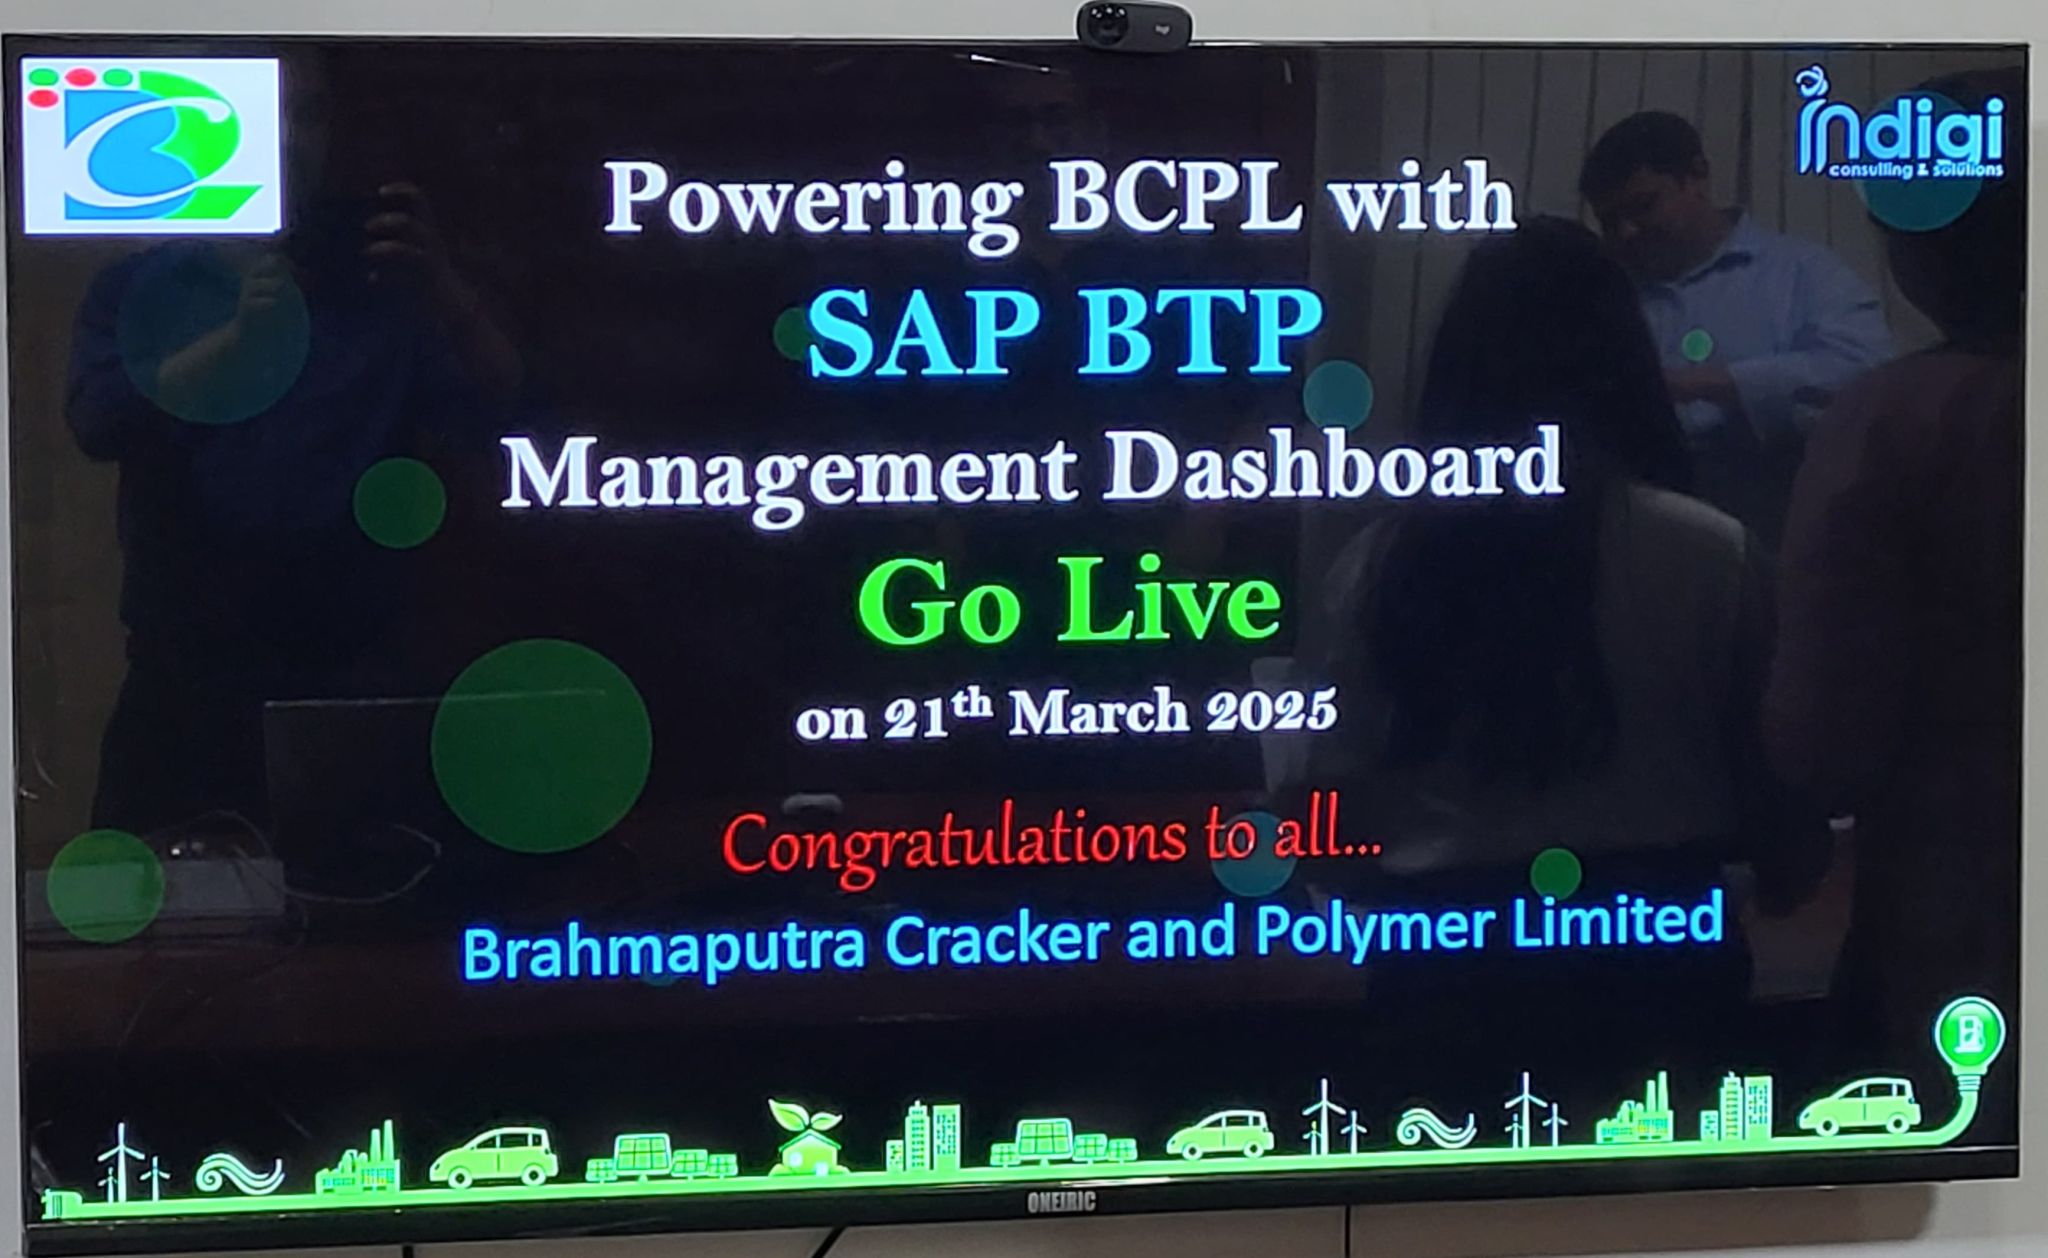 indigi
consulting & solutions
Powering BCPL with
SAP BTP
Management Dashboard
Go Live
on 21th March 2025
Congratulations to all...
Brahmaputra Cracker and Polymer Limited
ONEIRIC